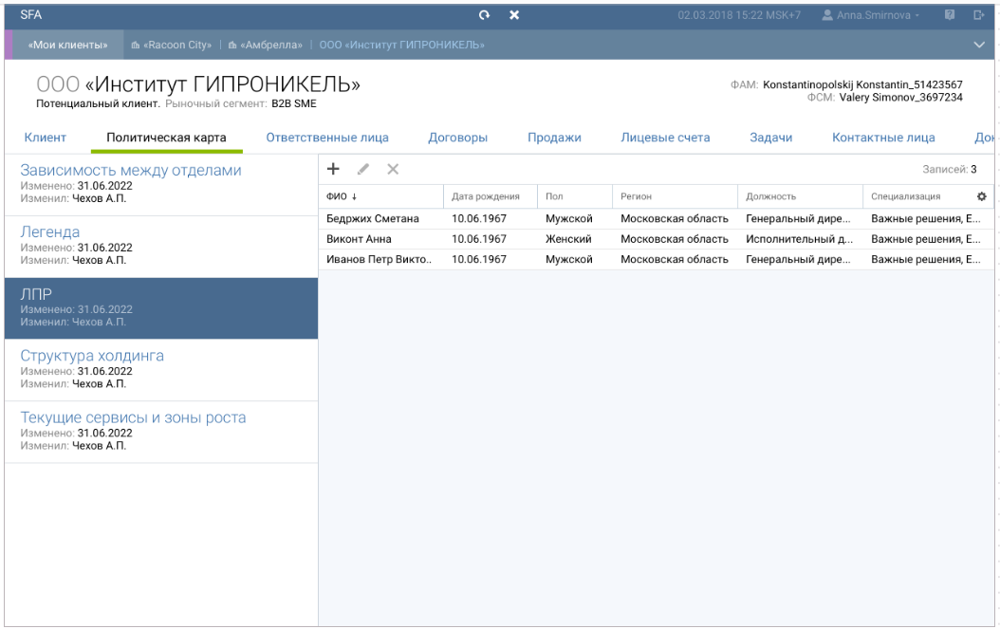 SFA 02.03.2018 15:22 MSK+7 Anna.Smirnova
«Мои клиенты» «Racoon City» | «Амбрелла» | ООО «Институт ГИПРОНИКЕЛЬ»
ООО «Институт ГИПРОНИКЕЛЬ»
ФАМ: Konstantinopolskij Konstantin_51423567
Потенциальный клиент. Рыночный сегмент: B2B SME
ФСМ: Valery Simonov_3697234
Клиент Политическая карта Ответственные лица Договоры Продажи Лицевые счета Задачи Контактные лица
Зависимость между отделами
Изменено: 31.06.2022
Изменил: Чехов А.П.
Легенда
Изменено: 31.06.2022
Изменил: Чехов А.П.
ЛПР
Изменено: 31.06.2022
Изменил: Чехов А.П.
Структура холдинга
Изменено: 31.06.2022
Изменил: Чехов А.П.
Текущие сервисы и зоны роста
Изменено: 31.06.2022
Изменил: Чехов А.П.
Записей: 3
ФИО ↓ Дата рождения Пол Регион Должность Специализация
Бедржих Сметана 10.06.1967 Мужской Московская область Генеральный дире... Важные решения, Е...
Виконт Анна 10.06.1967 Женский Московская область Исполнительный д... Важные решения, Е...
Иванов Петр Викто.. 10.06.1967 Мужской Московская область Генеральный дире... Важные решения, Е...